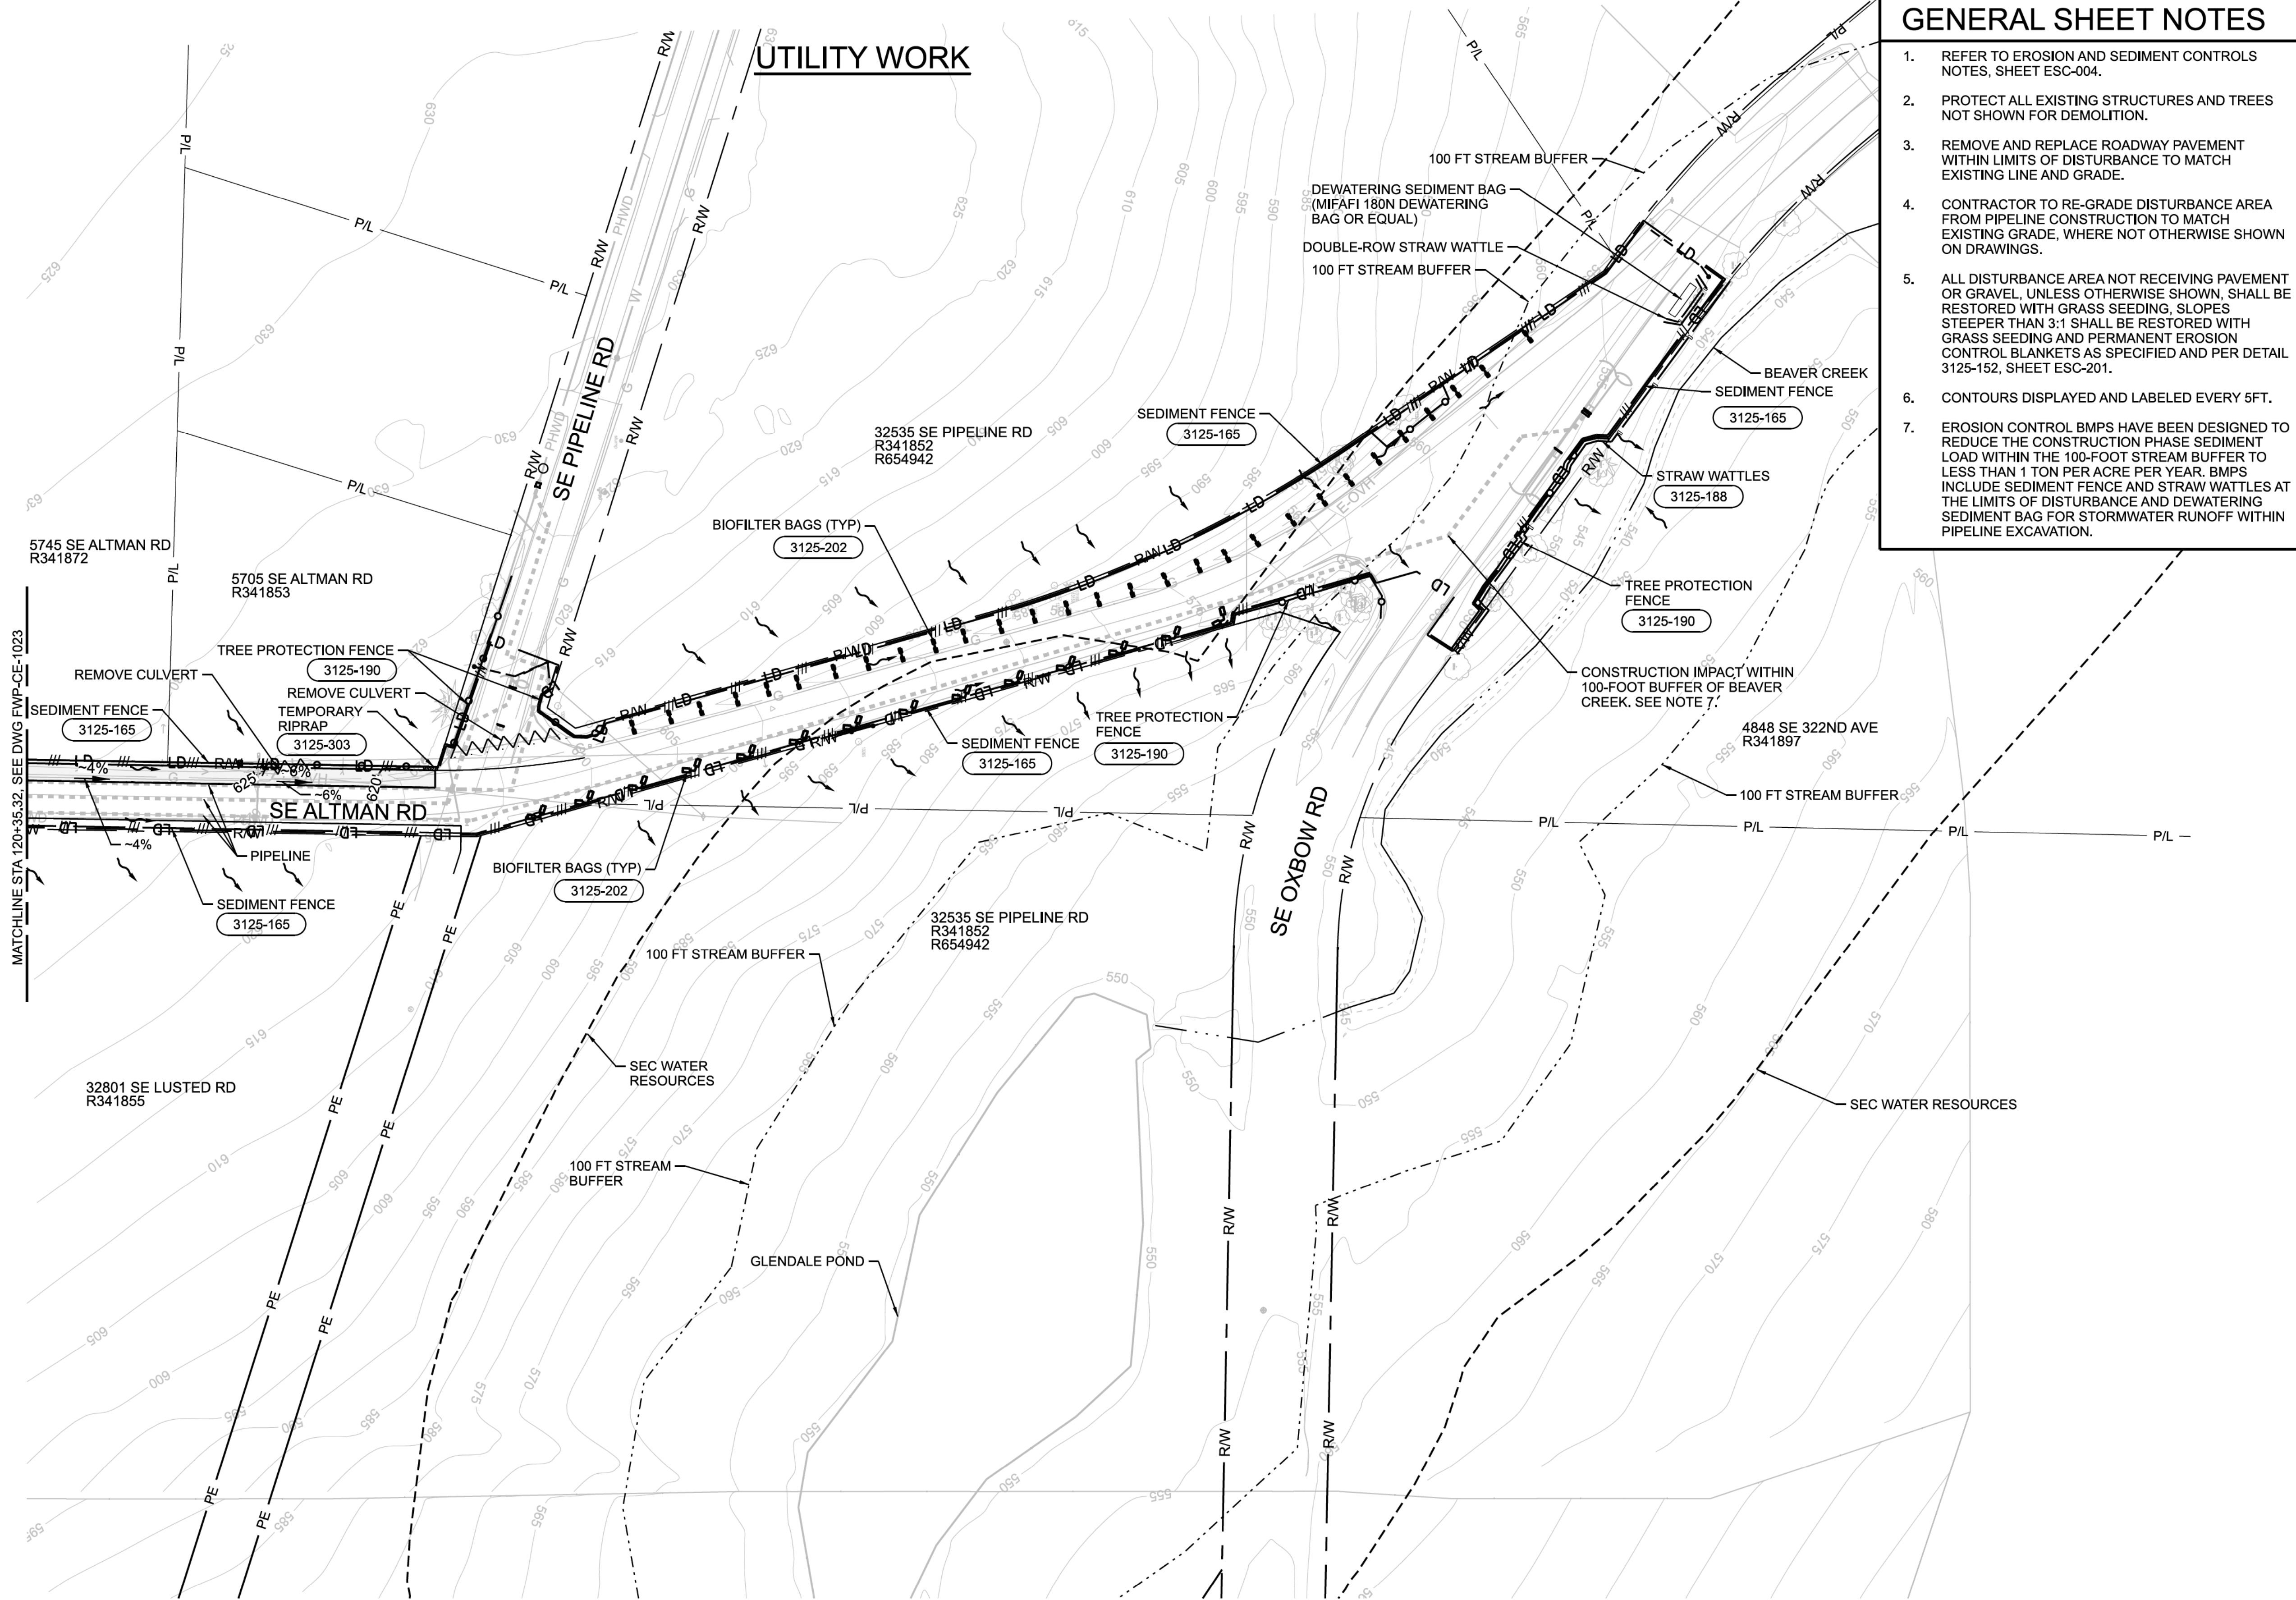 UTILITY WORK
GENERAL SHEET NOTES
1. REFER TO EROSION AND SEDIMENT CONTROLS
NOTES, SHEET ESC-004.
2. PROTECT ALL EXISTING STRUCTURES AND TREES
NOT SHOWN FOR DEMOLITION.
3. REMOVE AND REPLACE ROADWAY PAVEMENT
WITHIN LIMITS OF DISTURBANCE TO MATCH
EXISTING LINE AND GRADE.
4. CONTRACTOR TO RE-GRADE DISTURBANCE AREA
FROM PIPELINE CONSTRUCTION TO MATCH
EXISTING GRADE, WHERE NOT OTHERWISE SHOWN
ON DRAWINGS.
5. ALL DISTURBANCE AREA NOT RECEIVING PAVEMENT
OR GRAVEL, UNLESS OTHERWISE SHOWN, SHALL BE
RESTORED WITH GRASS SEEDING, SLOPES
STEEPER THAN 3:1 SHALL BE RESTORED WITH
GRASS SEEDING AND PERMANENT EROSION
CONTROL BLANKETS AS SPECIFIED AND PER DETAIL
3125-152, SHEET ESC-201.
6. CONTOURS DISPLAYED AND LABELED EVERY 5FT.
7. EROSION CONTROL BMPS HAVE BEEN DESIGNED TO
REDUCE THE CONSTRUCTION PHASE SEDIMENT
LOAD WITHIN THE 100-FOOT STREAM BUFFER TO
LESS THAN 1 TON PER ACRE PER YEAR. BMPS
INCLUDE SEDIMENT FENCE AND STRAW WATTLES AT
THE LIMITS OF DISTURBANCE AND DEWATERING
SEDIMENT BAG FOR STORMWATER RUNOFF WITHIN
PIPELINE EXCAVATION.
100 FT STREAM BUFFER
DEWATERING SEDIMENT BAG
(MIFAFI 180N DEWATERING
BAG OR EQUAL)
DOUBLE-ROW STRAW WATTLE
100 FT STREAM BUFFER
BEAVER CREEK
SEDIMENT FENCE
3125-165
SEDIMENT FENCE
3125-165
32535 SE PIPELINE RD
R341852
R654942
SE PIPELINE RD
STRAW WATTLES
3125-188
BIOFILTER BAGS (TYP)
3125-202
5745 SE ALTMAN RD
R341872
5705 SE ALTMAN RD
R341853
TREE PROTECTION
FENCE
3125-190
TREE PROTECTION FENCE
3125-190
REMOVE CULVERT
REMOVE CULVERT
SEDIMENT FENCE
3125-165
TEMPORARY
RIPRAP
3125-303
CONSTRUCTION IMPACT WITHIN
100-FOOT BUFFER OF BEAVER
CREEK. SEE NOTE 7.
TREE PROTECTION
FENCE
3125-190
SEDIMENT FENCE
3125-165
4848 SE 322ND AVE
R341897
100 FT STREAM BUFFER
~4%
~6%
~6%
625'
620'
SE ALTMAN RD
~4%
PIPELINE
BIOFILTER BAGS (TYP)
3125-202
SEDIMENT FENCE
3125-165
MATCHLINE STA 120+35.32, SEE DWG FWP-CE-1023
SE OXBOW RD
32535 SE PIPELINE RD
R341852
R654942
100 FT STREAM BUFFER
SEC WATER
RESOURCES
32801 SE LUSTED RD
R341855
SEC WATER RESOURCES
100 FT STREAM
BUFFER
GLENDALE POND